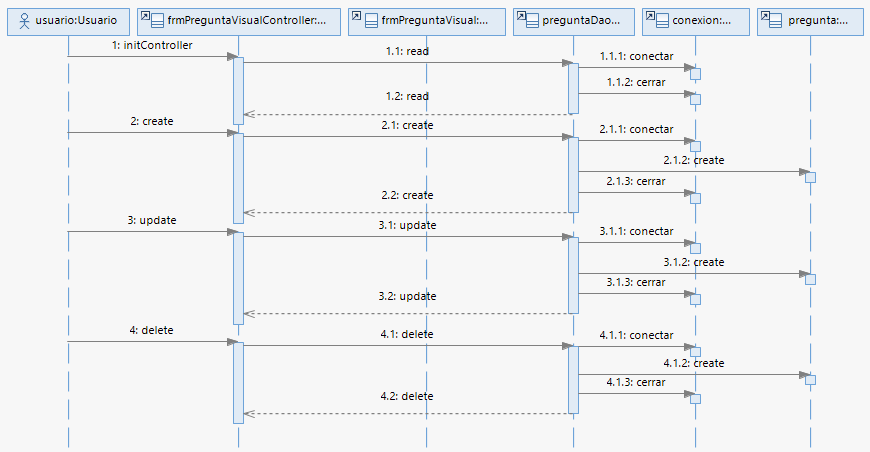 usuario:Usuario
frmPreguntaVisualController:...
frmPreguntaVisual:...
preguntaDao...
conexion:...
pregunta:...
1: initController
1.1: read
1.1.1: conectar
1.1.2: cerrar
1.2: read
2: create
2.1: create
2.1.1: conectar
2.1.2: create
2.1.3: cerrar
2.2: create
3: update
3.1: update
3.1.1: conectar
3.1.2: create
3.1.3: cerrar
3.2: update
4: delete
4.1: delete
4.1.1: conectar
4.1.2: create
4.1.3: cerrar
4.2: delete